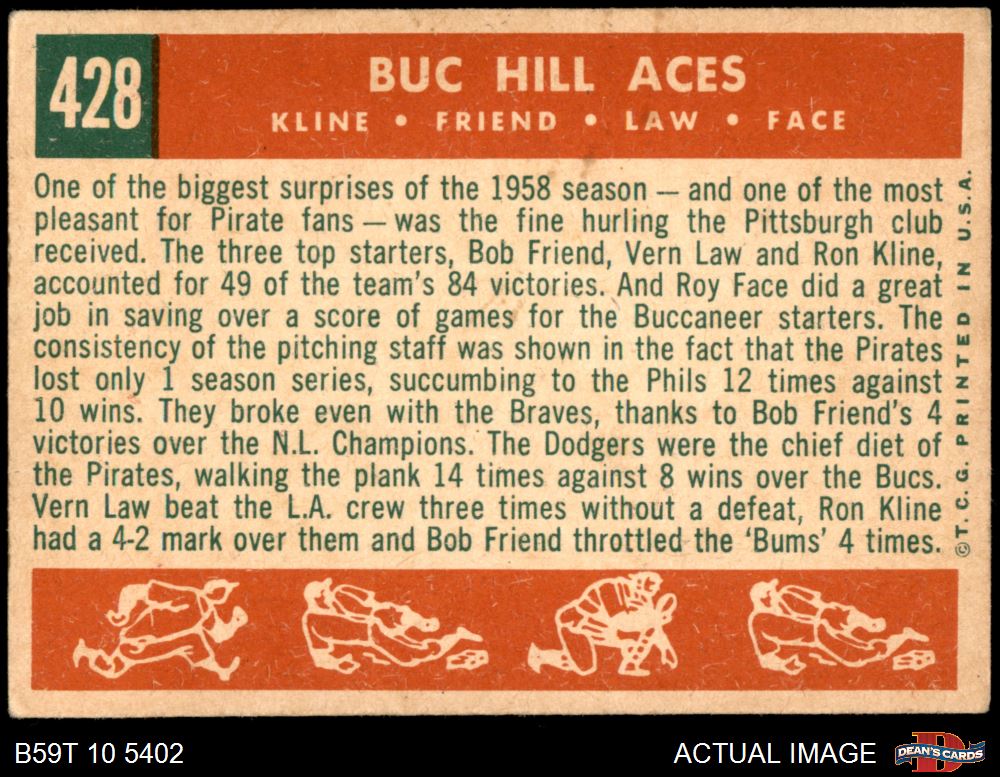 428
BUC HILL ACES
KLINE • FRIEND • LAW • FACE
One of the biggest surprises of the 1958 season — and one of the most
pleasant for Pirate fans — was the fine hurling the Pittsburgh club
received. The three top starters, Bob Friend, Vern Law and Ron Kline,
accounted for 49 of the team's 84 victories. And Roy Face did a great
job in saving over a score of games for the Buccaneer starters. The
consistency of the pitching staff was shown in the fact that the Pirates
lost only 1 season series, succumbing to the Phils 12 times against
10 wins. They broke even with the Braves, thanks to Bob Friend's 4
victories over the N.L. Champions. The Dodgers were the chief diet of
the Pirates, walking the plank 14 times against 8 wins over the Bucs.
Vern Law beat the L.A. crew three times without a defeat, Ron Kline
had a 4-2 mark over them and Bob Friend throttled the 'Bums' 4 times.
©T. C. G. PRINTED IN U.S.A.
B59T 10 5402
ACTUAL IMAGE
D
DEAN'S CARDS